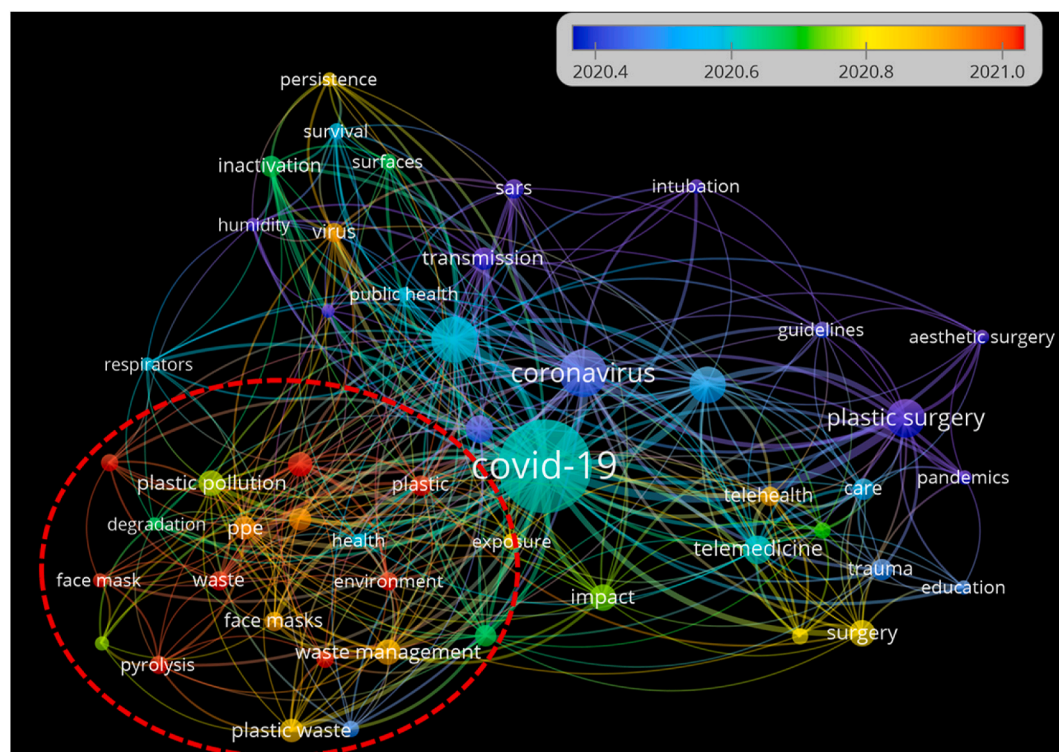 2020.4 2020.6 2020.8 2021.0
persistence
survival
inactivation
surfaces
sars
intubation
humidity
virus
transmission
public health
guidelines
aesthetic surgery
respirators
coronavirus
plastic surgery
covid-19
pandemics
plastic pollution
plastic
telehealth
care
degradation
ppe
health
exposure
telemedicine
face mask
waste
environment
trauma
education
impact
face masks
surgery
waste management
pyrolysis
plastic waste